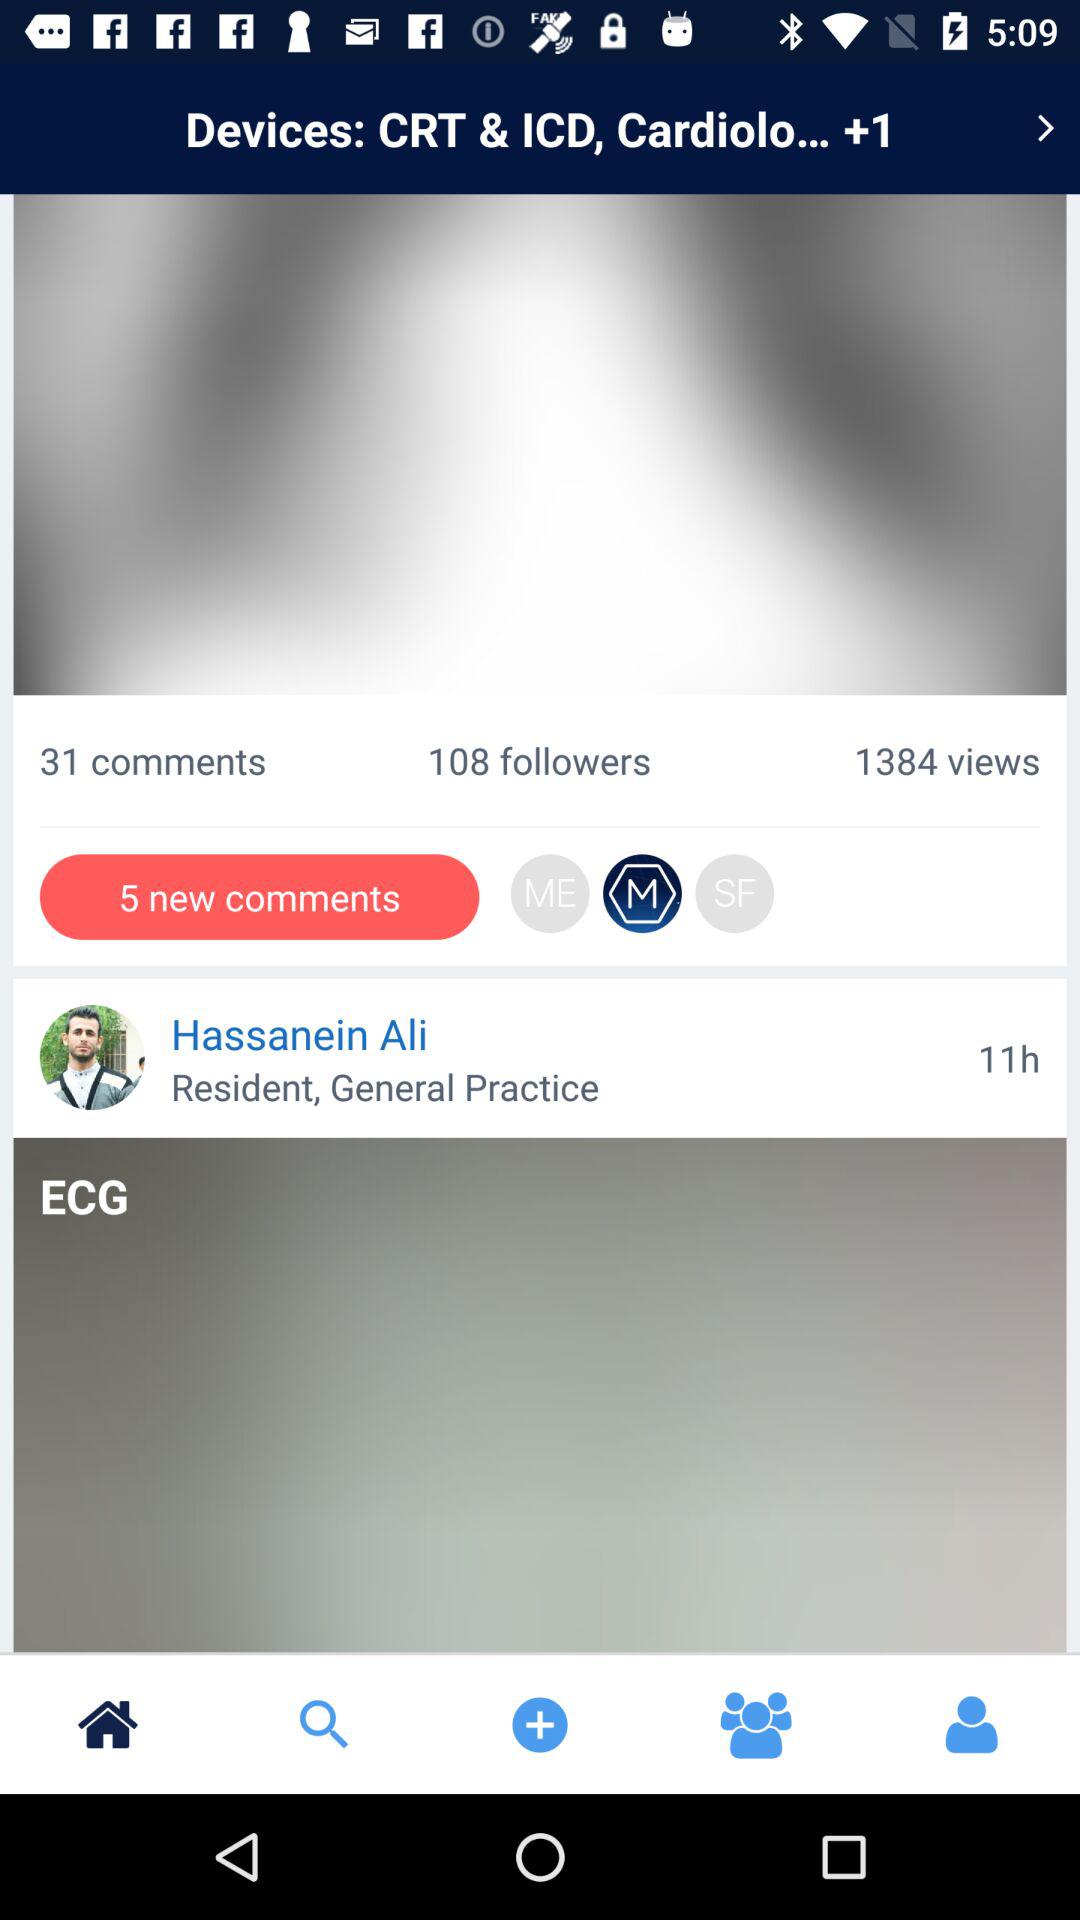 FAKE
5:09
Devices: CRT & ICD, Cardiolo... +1
31 comments
108 followers
1384 views
5 new comments
ME
M
SF
Hassanein Ali
11h
Resident, General Practice
ECG